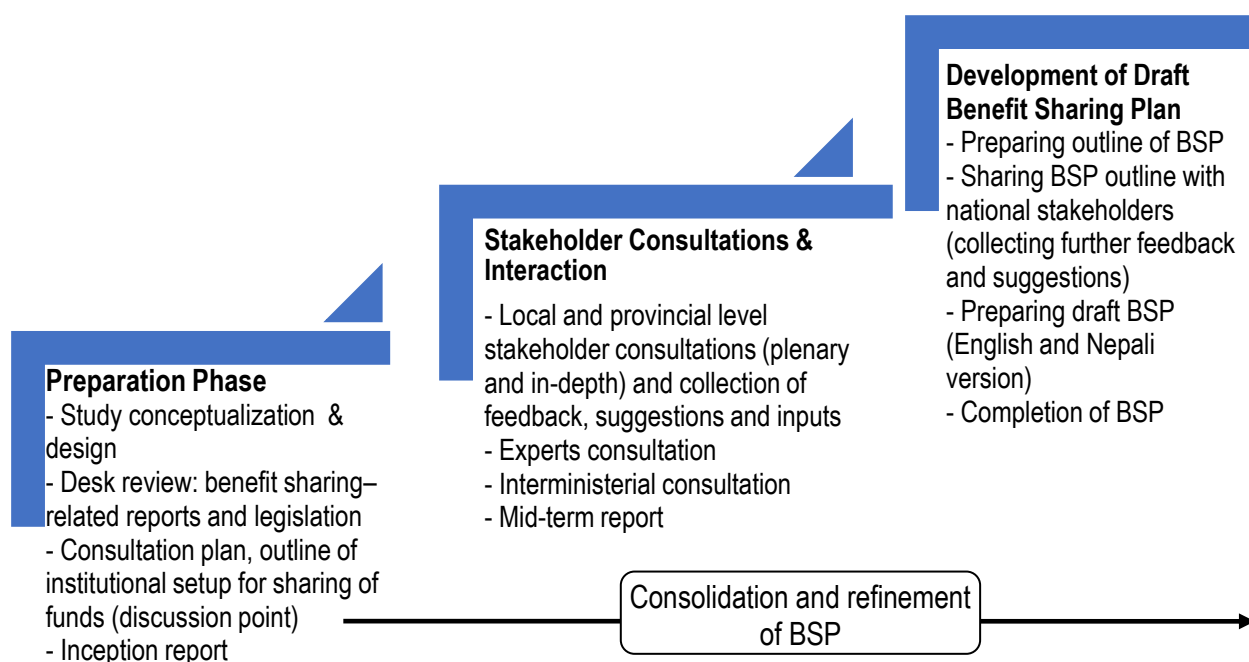 Preparation Phase
- Study conceptualization &
design
- Desk review: benefit sharing–
related reports and legislation
- Consultation plan, outline of
institutional setup for sharing of
funds (discussion point)
- Inception report
Stakeholder Consultations &
Interaction
- Local and provincial level
stakeholder consultations (plenary
and in-depth) and collection of
feedback, suggestions and inputs
- Experts consultation
- Interministerial consultation
- Mid-term report
Development of Draft
Benefit Sharing Plan
- Preparing outline of BSP
- Sharing BSP outline with
national stakeholders
(collecting further feedback
and suggestions)
- Preparing draft BSP
(English and Nepali
version)
- Completion of BSP
Consolidation and refinement
of BSP